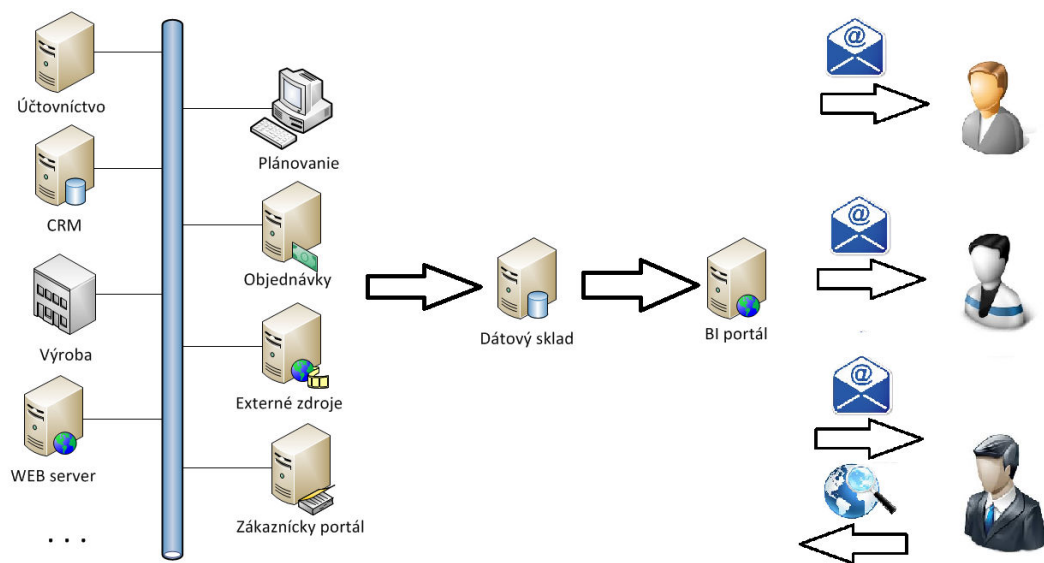 Účtovníctvo
CRM
Výroba
WEB server
. . .
Plánovanie
Objednávky
Externé zdroje
Zákaznícky portál
Dátový sklad
BI portál
@
@
@